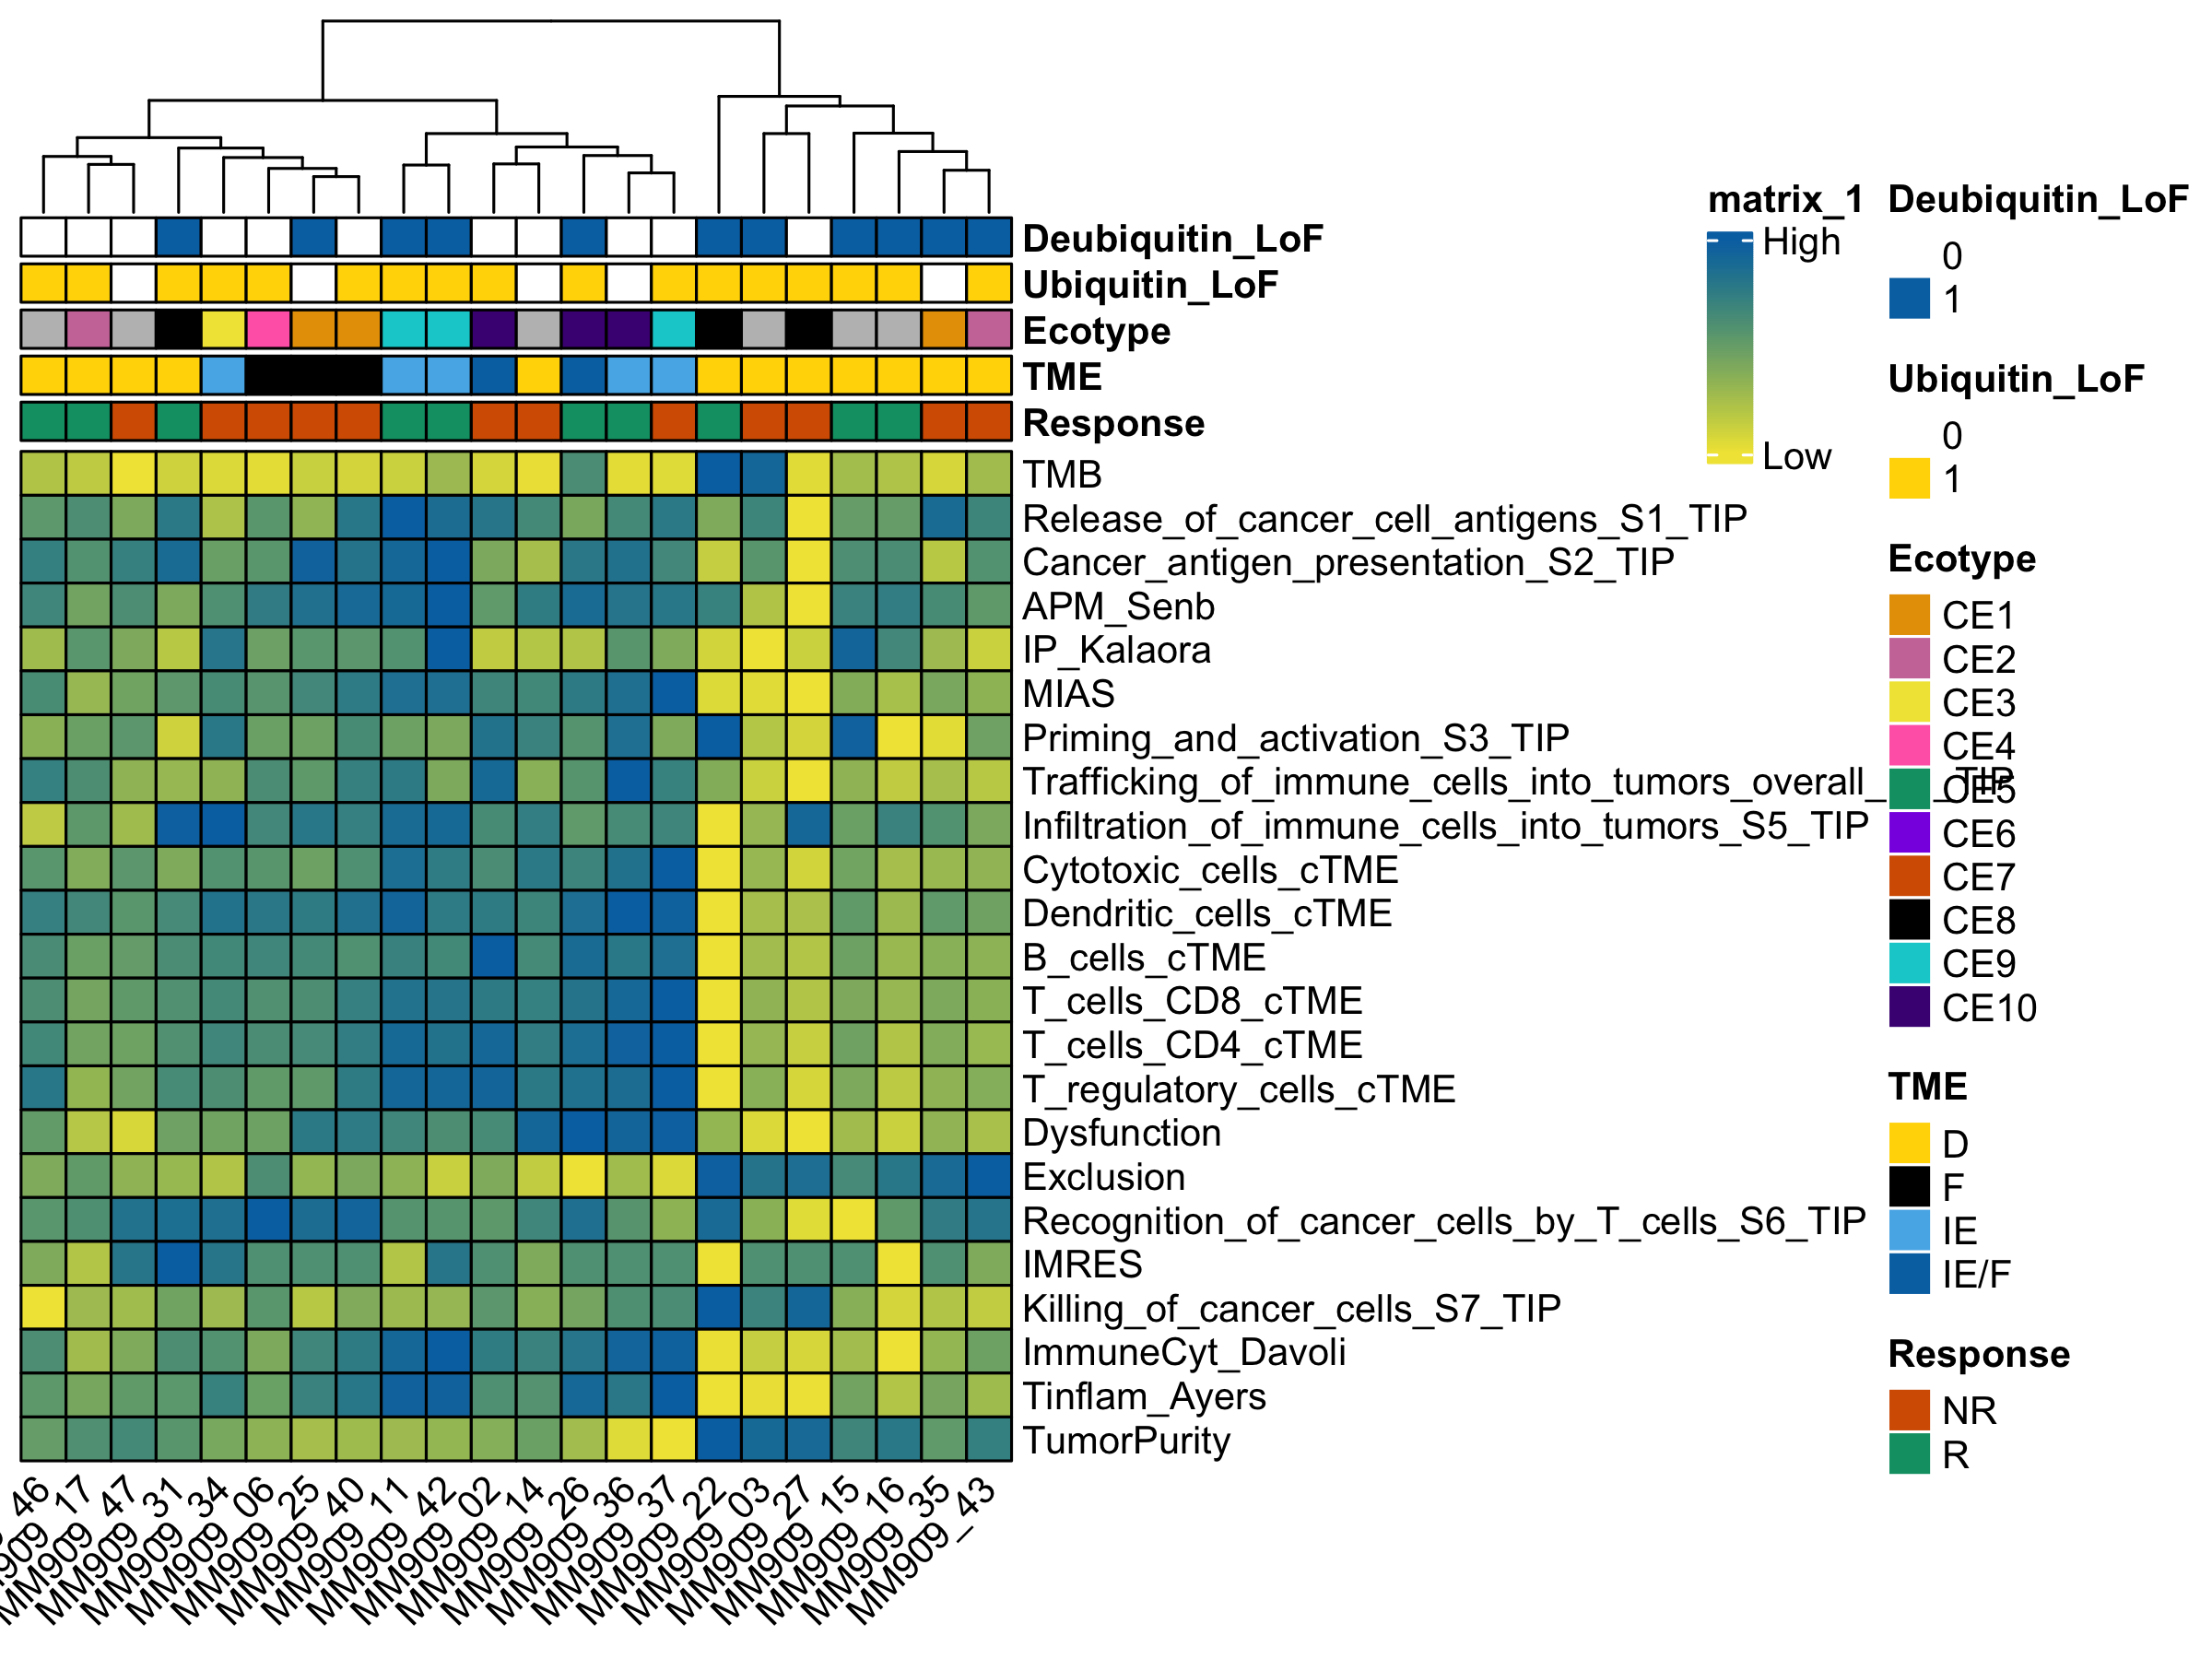 Deubiquitin_LoF
Ubiquitin_LoF
Ecotype
TME
Response
TMB
Release_of_cancer_cell_antigens_S1_TIP
Cancer_antigen_presentation_S2_TIP
APM_Senb
IP_Kalaora
MIAS
Priming_and_activation_S3_TIP
Trafficking_of_immune_cells_into_tumors_overall_ _TIP
Infiltration_of_immune_cells_into_tumors_S5_TIP
Cytotoxic_cells_cTME
Dendritic_cells_cTME
B_cells_cTME
T_cells_CD8_cTME
T_cells_CD4_cTME
T_regulatory_cells_cTME
Dysfunction
Exclusion
Recognition_of_cancer_cells_by_T_cells_S6_TIP
IMRES
Killing_of_cancer_cells_S7_TIP
ImmuneCyt_Davoli
Tinflam_Ayers
TumorPurity
46
MM909_17
MM909_47
MM909_31
MM909_34
MM909_06
MM909_25
MM909_40
MM909_11
MM909_42
MM909_02
MM909_14
MM909_26
MM909_36
MM909_37
MM909_22
MM909_03
MM909_27
MM909_15
MM909_16
MM909_35
MM909_43
matrix_1
High
Low
Deubiquitin_LoF
0
1
Ubiquitin_LoF
0
1
Ecotype
CE1
CE2
CE3
CE4
CE5
CE6
CE7
CE8
CE9
CE10
TME
D
F
IE
IE/F
Response
NR
R